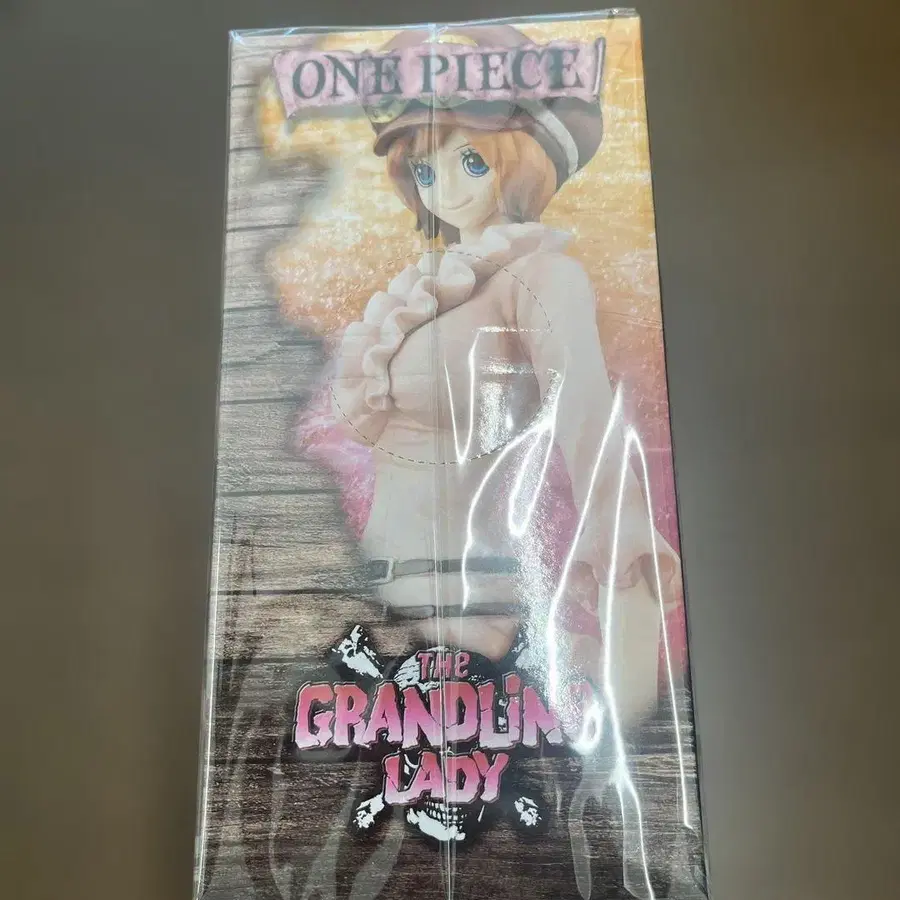 ONE PIECE
THE
GRANDLINE
LADY